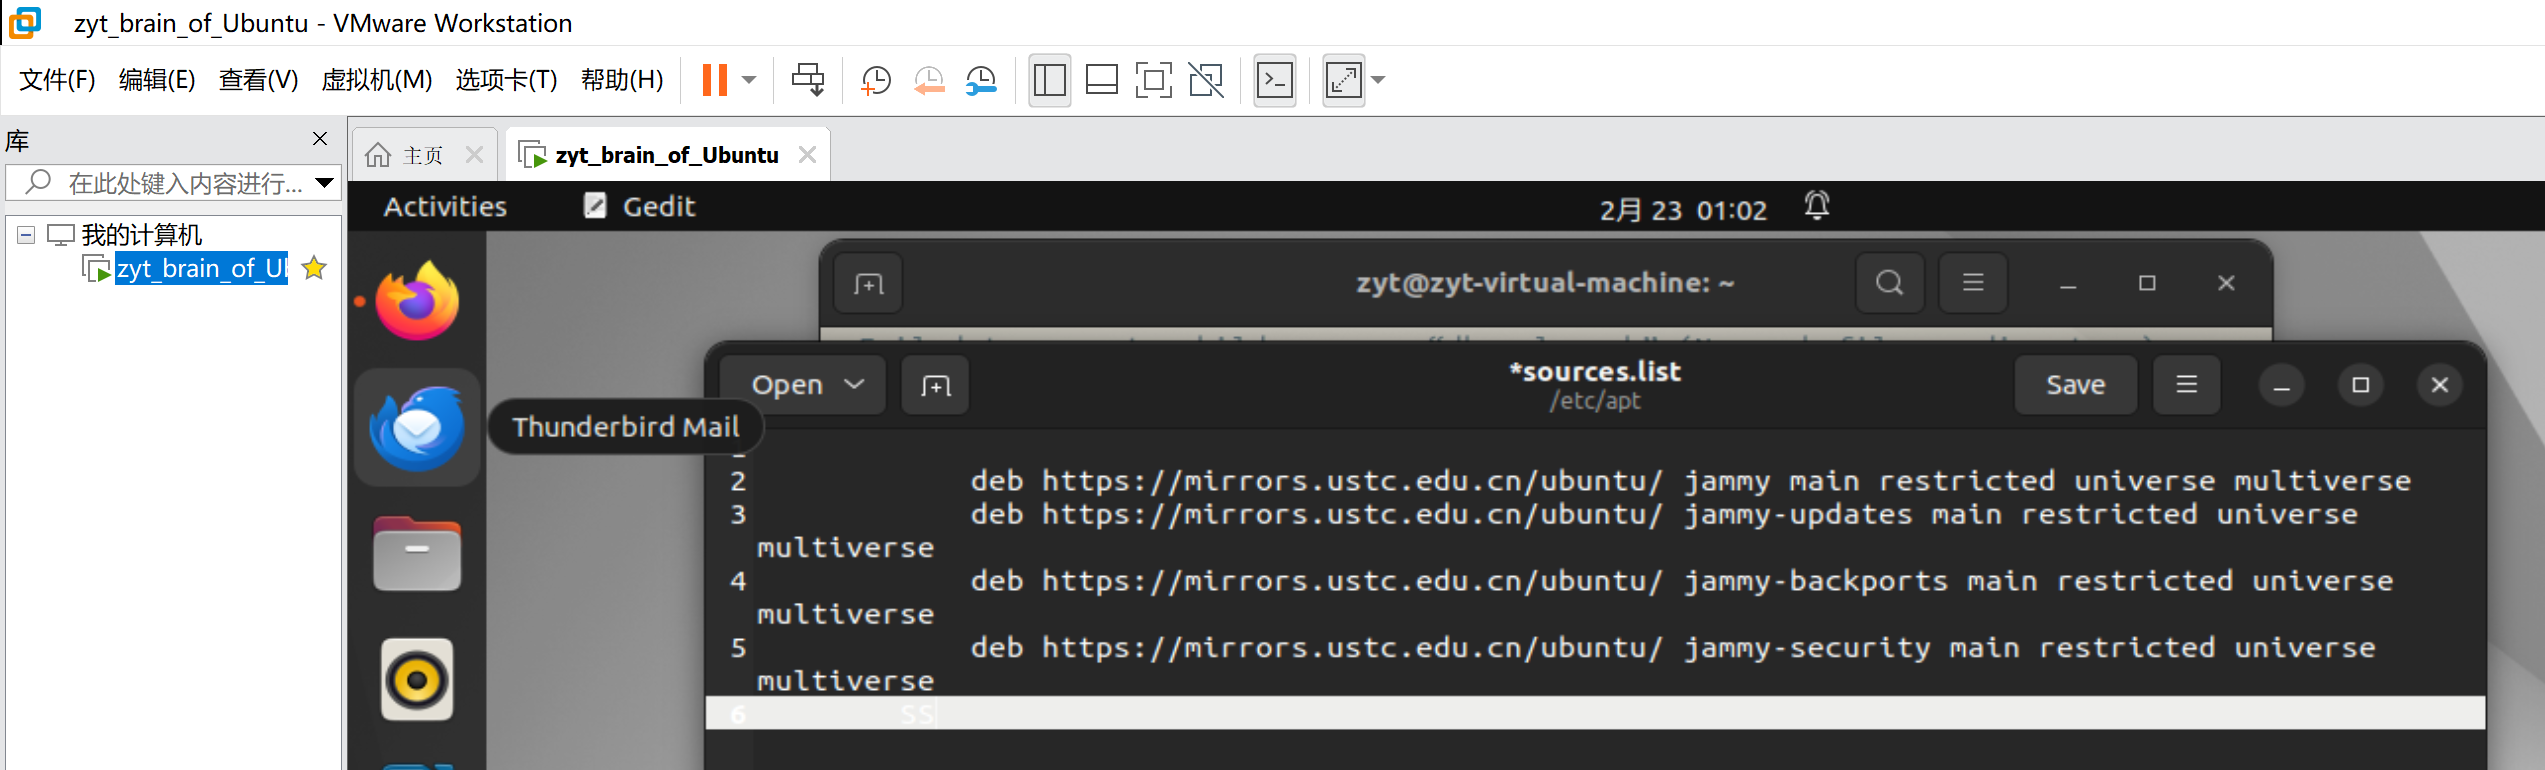 zyt_brain_of_Ubuntu - VMware Workstation
文件(F) 编辑(E) 查看(V) 虚拟机(M) 选项卡(T) 帮助(H)
库
主页
zyt_brain_of_Ubuntu
在此处键入内容进行...
我的计算机
zyt_brain_of_Ub
Activities
Gedit
2月 23 01:02
zyt@zyt-virtual-machine: ~
Open
*sources.list
/etc/apt
Save
Thunderbird Mail
1
2 deb https://mirrors.ustc.edu.cn/ubuntu/ jammy main restricted universe multiverse
3 deb https://mirrors.ustc.edu.cn/ubuntu/ jammy-updates main restricted universe
multiverse
4 deb https://mirrors.ustc.edu.cn/ubuntu/ jammy-backports main restricted universe
multiverse
5 deb https://mirrors.ustc.edu.cn/ubuntu/ jammy-security main restricted universe
multiverse
6 SS